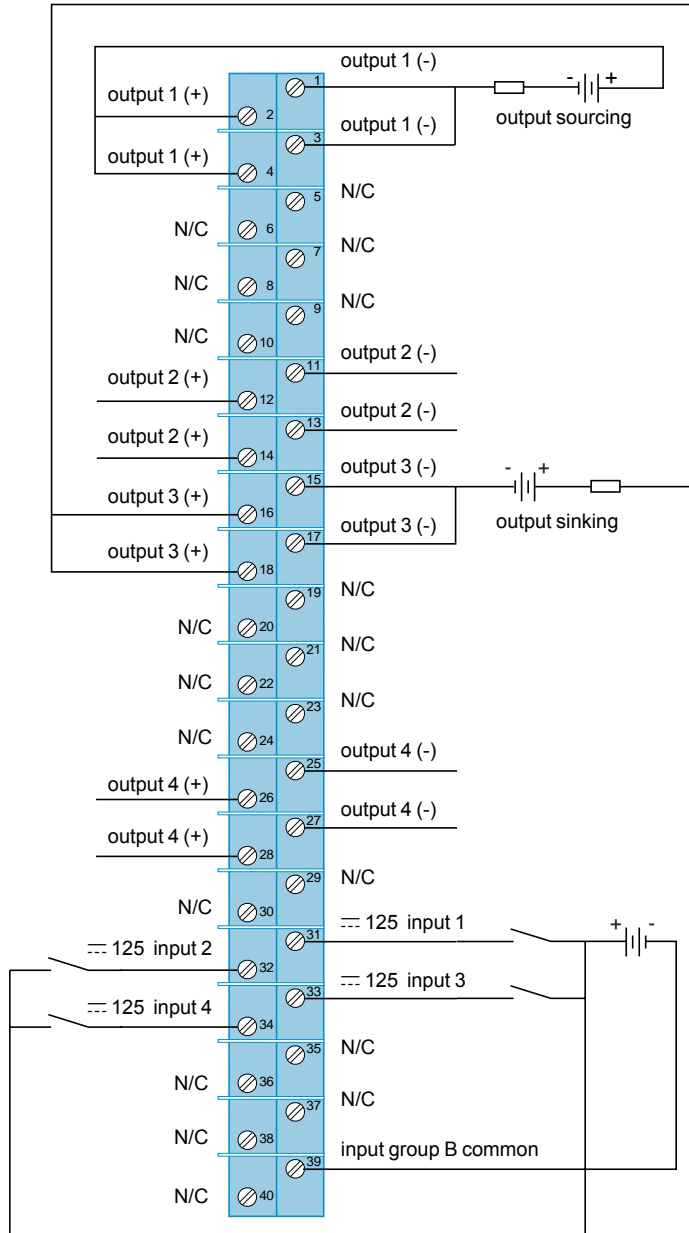 output 1 (-)
- +
1
output 1 (+)
2
output sourcing
output 1 (-)
3
output 1 (+)
4
5
N/C
N/C
6
7
N/C
N/C
8
9
N/C
N/C
10
11
output 2 (-)
output 2 (+)
12
13
output 2 (-)
output 2 (+)
14
15
output 3 (-)
- +
output 3 (+)
16
output sinking
17
output 3 (-)
output 3 (+)
18
19
N/C
N/C
20
21
N/C
N/C
22
23
N/C
N/C
24
25
output 4 (-)
output 4 (+)
26
27
output 4 (-)
output 4 (+)
28
29
N/C
N/C
30
31
125 input 1
+ -
125 input 2
32
33
125 input 3
125 input 4
34
35
N/C
N/C
36
37
N/C
N/C
38
39
input group B common
N/C
40